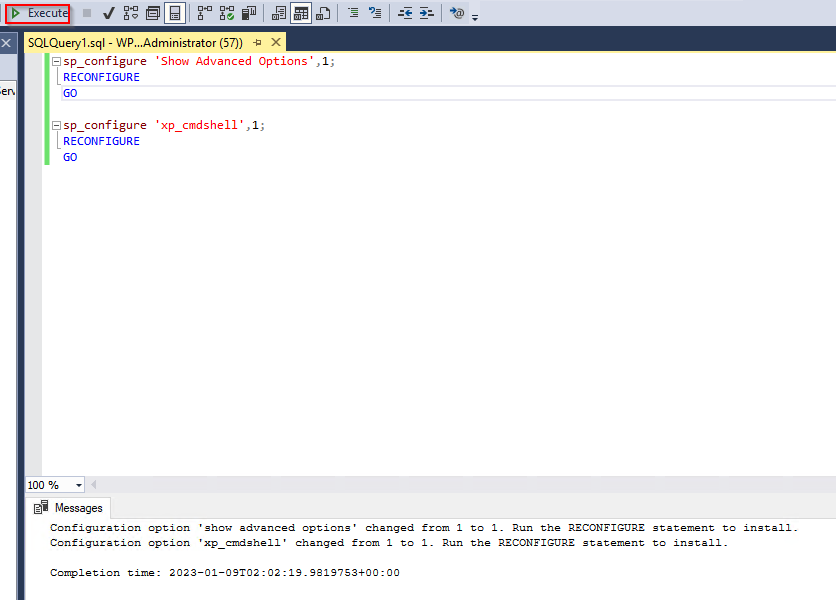 Execute
SQLQuery1.sql - WP...Administrator (57))
sp_configure 'Show Advanced Options',1;
RECONFIGURE
GO
sp_configure 'xp_cmdshell',1;
RECONFIGURE
GO
100 %
Messages
Configuration option 'show advanced options' changed from 1 to 1. Run the RECONFIGURE statement to install.
Configuration option 'xp_cmdshell' changed from 1 to 1. Run the RECONFIGURE statement to install.
Completion time: 2023-01-09T02:02:19.9819753+00:00